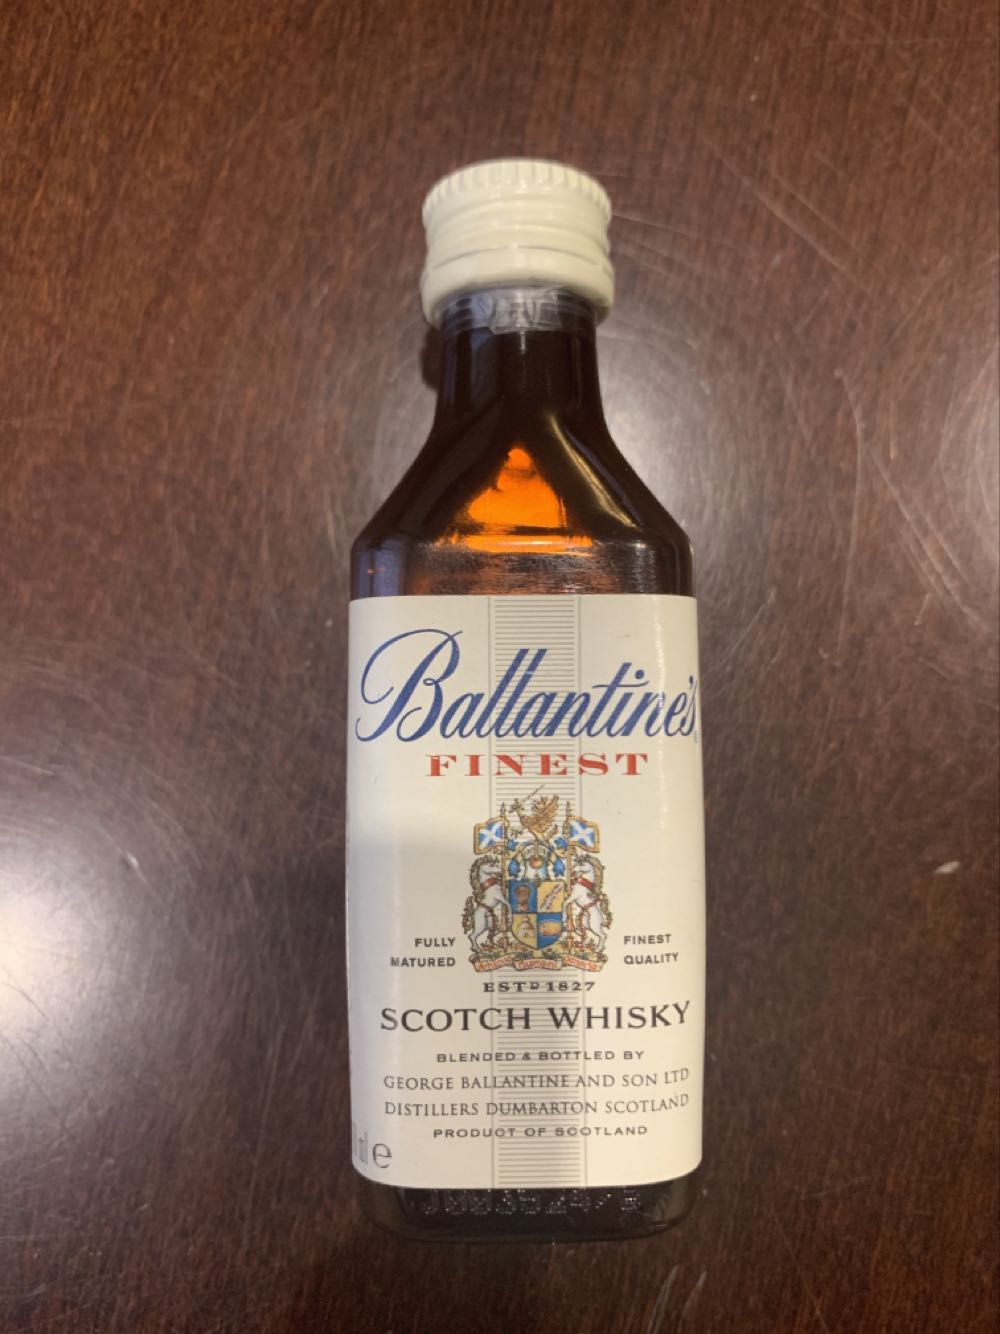 Ballantine's
FINEST
FULLY MATURED
FINEST QUALITY
ESTD 1827
SCOTCH WHISKY
BLENDED & BOTTLED BY
GEORGE BALLANTINE AND SON LTD
DISTILLERS DUMBARTON SCOTLAND
PRODUCT OF SCOTLAND
ml e